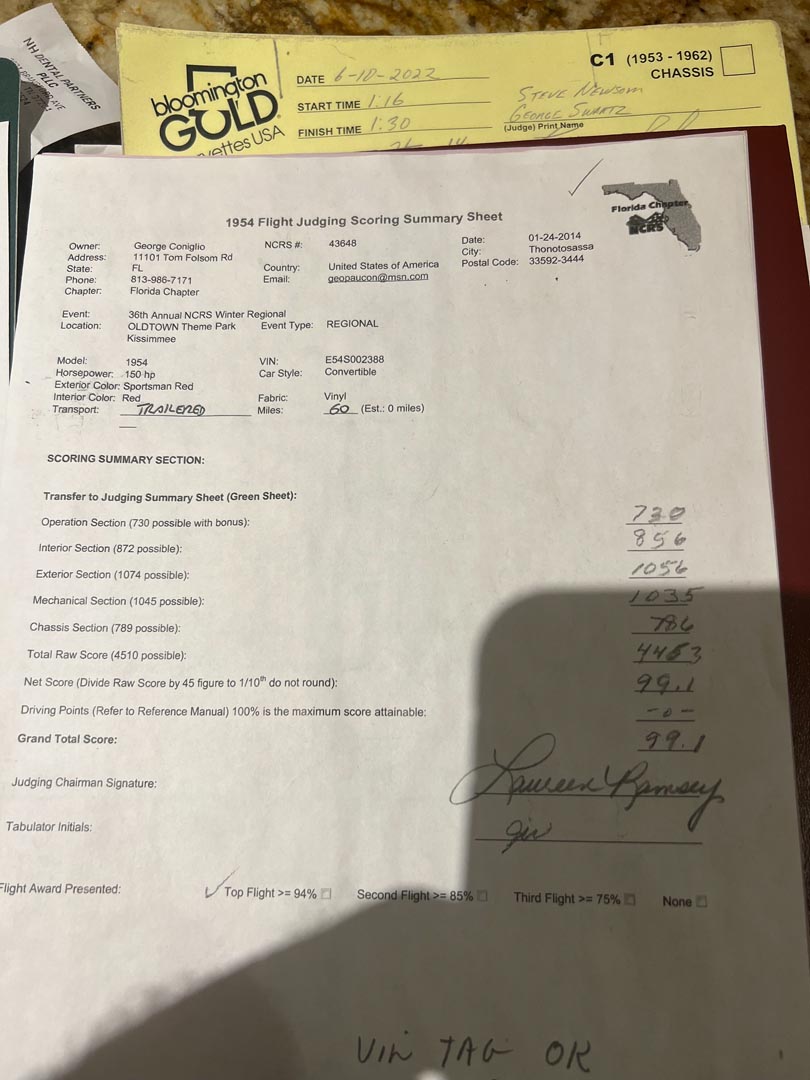 NH DENTAL PARTNERS
PLLC
bloomington
GOLD
vettes USA
DATE 6-10-2022
START TIME 1:16
FINISH TIME 1:30
C1 (1953 - 1962)
CHASSIS
STEVE NEWSOM
GEORGE SWARTZ
(Judge) Print Name
Florida Chapter
NCRS
1954 Flight Judging Scoring Summary Sheet
Owner: George Coniglio NCRS #: 43648 Date: 01-24-2014
Address: 11101 Tom Folsom Rd City: Thonotosassa
State: FL Country: United States of America Postal Code: 33592-3444
Phone: 813-986-7171 Email: geopaucon@msn.com
Chapter: Florida Chapter
Event: 36th Annual NCRS Winter Regional
Location: OLDTOWN Theme Park Event Type: REGIONAL
Kissimmee
Model: 1954 VIN: E54S002388
Horsepower: 150 hp Car Style: Convertible
Exterior Color: Sportsman Red
Interior Color: Red Fabric: Vinyl
Transport: TRAILERED Miles: 60 (Est.: 0 miles)
SCORING SUMMARY SECTION:
Transfer to Judging Summary Sheet (Green Sheet):
Operation Section (730 possible with bonus): 730
Interior Section (872 possible): 856
Exterior Section (1074 possible): 1056
Mechanical Section (1045 possible): 1035
Chassis Section (789 possible): 786
Total Raw Score (4510 possible): 4463
Net Score (Divide Raw Score by 45 figure to 1/10th do not round): 99.1
Driving Points (Refer to Reference Manual) 100% is the maximum score attainable: -0-
Grand Total Score: 99.1
Judging Chairman Signature: Laureen Ramsey
Tabulator Initials:
Flight Award Presented: Top Flight >= 94% Second Flight >= 85% Third Flight >= 75% None
VIN TAG OK